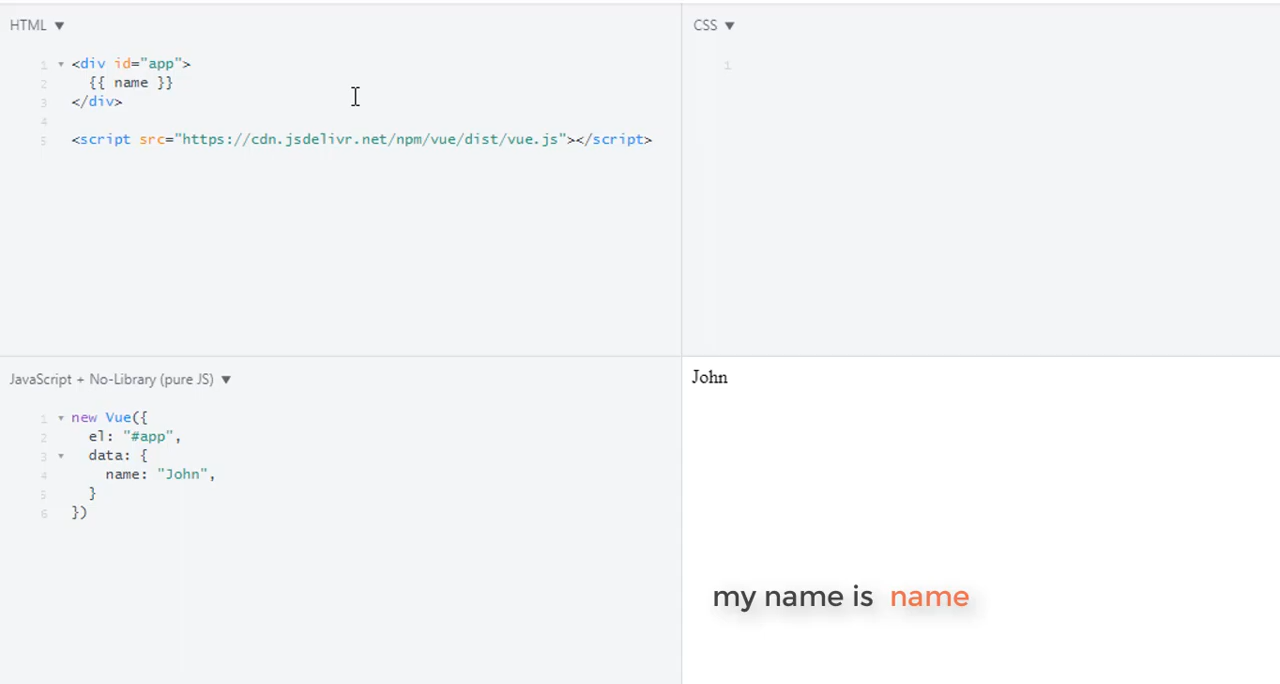 HTML ▼
1 ▾ <div id="app">
2 {{ name }}
3 </div>
4
5 <script src="https://cdn.jsdelivr.net/npm/vue/dist/vue.js"></script>
CSS ▼
1
JavaScript + No-Library (pure JS) ▼
1 ▾ new Vue({
2 el: "#app",
3 ▾ data: {
4 name: "John",
5 }
6 })
John
my name is name